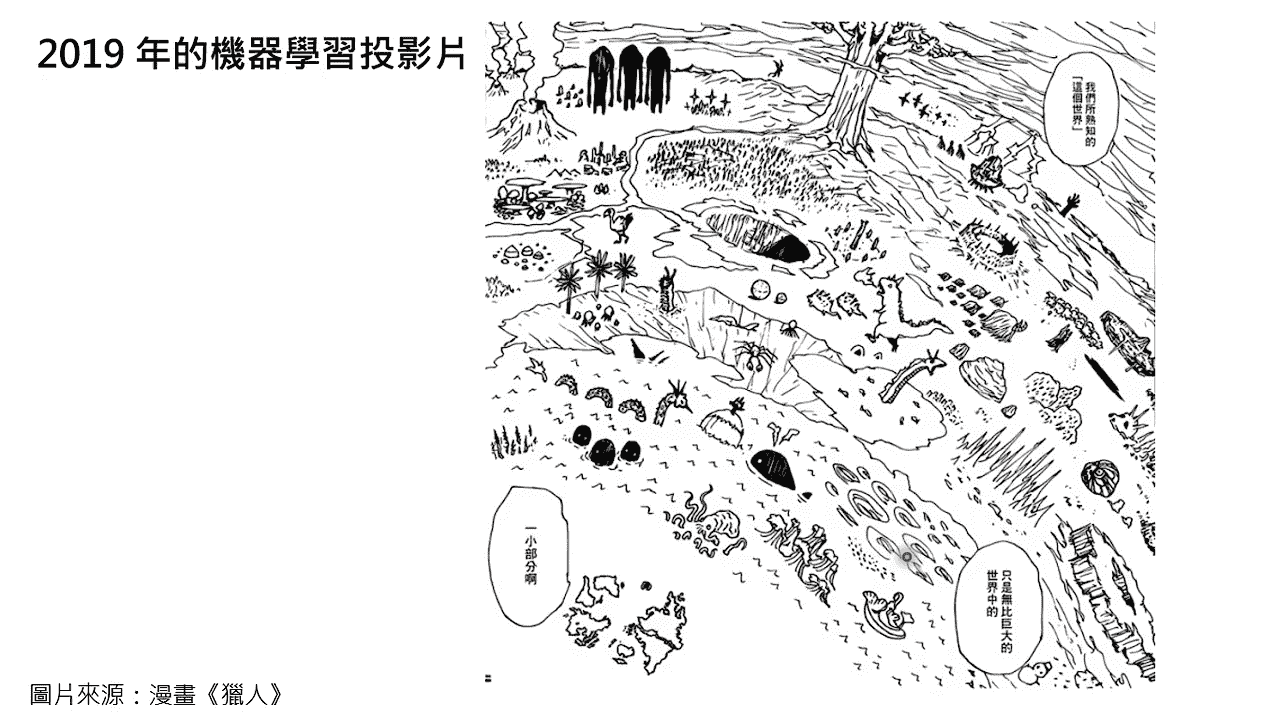 2019 年的機器學習投影片
我們所熟知的
「這個世界」
只是無比巨大的
世界中的
一小部分啊
圖片來源：漫畫《獵人》